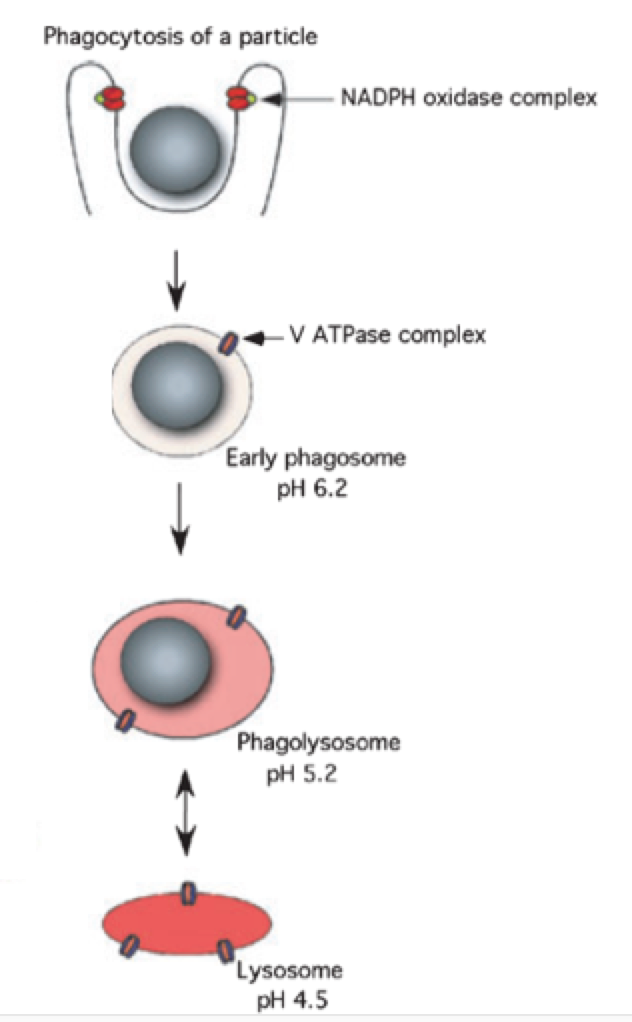 Phagocytosis of a particle
NADPH oxidase complex
V ATPase complex
Early phagosome
pH 6.2
Phagolysosome
pH 5.2
Lysosome
pH 4.5